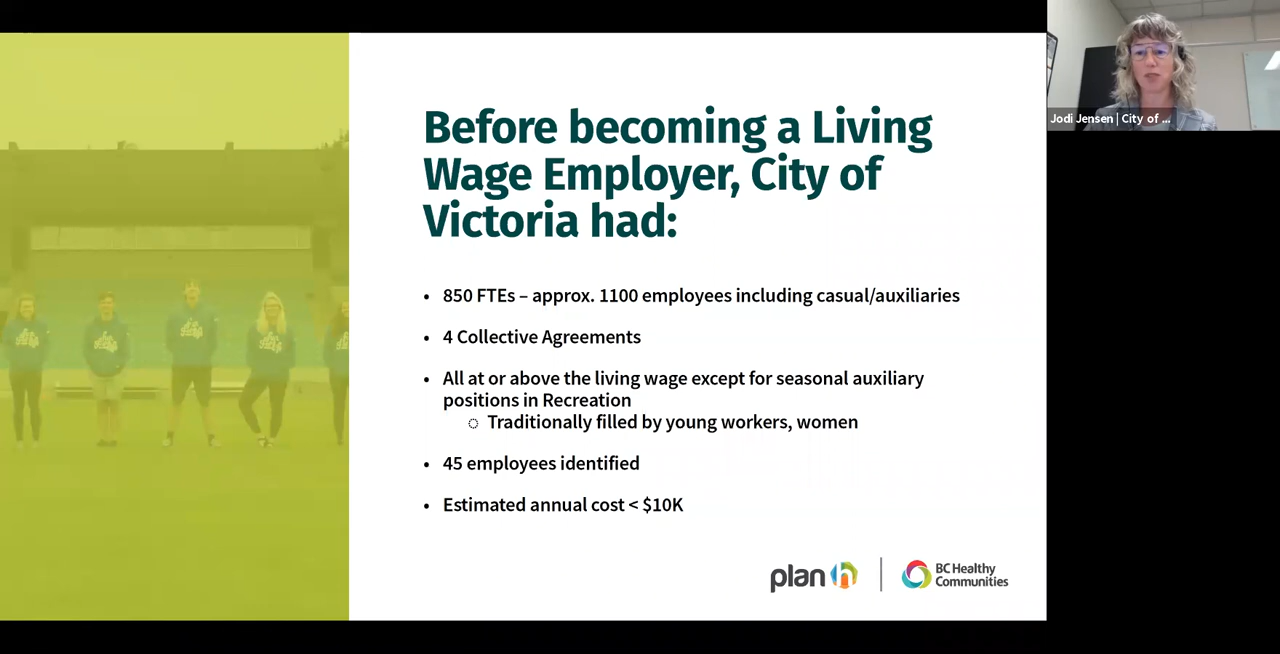 Before becoming a Living
Wage Employer, City of
Victoria had:
• 850 FTEs – approx. 1100 employees including casual/auxiliaries
• 4 Collective Agreements
• All at or above the living wage except for seasonal auxiliary
positions in Recreation
◌ Traditionally filled by young workers, women
• 45 employees identified
• Estimated annual cost < $10K
plan h
BC Healthy
Communities
Jodi Jensen | City of ...